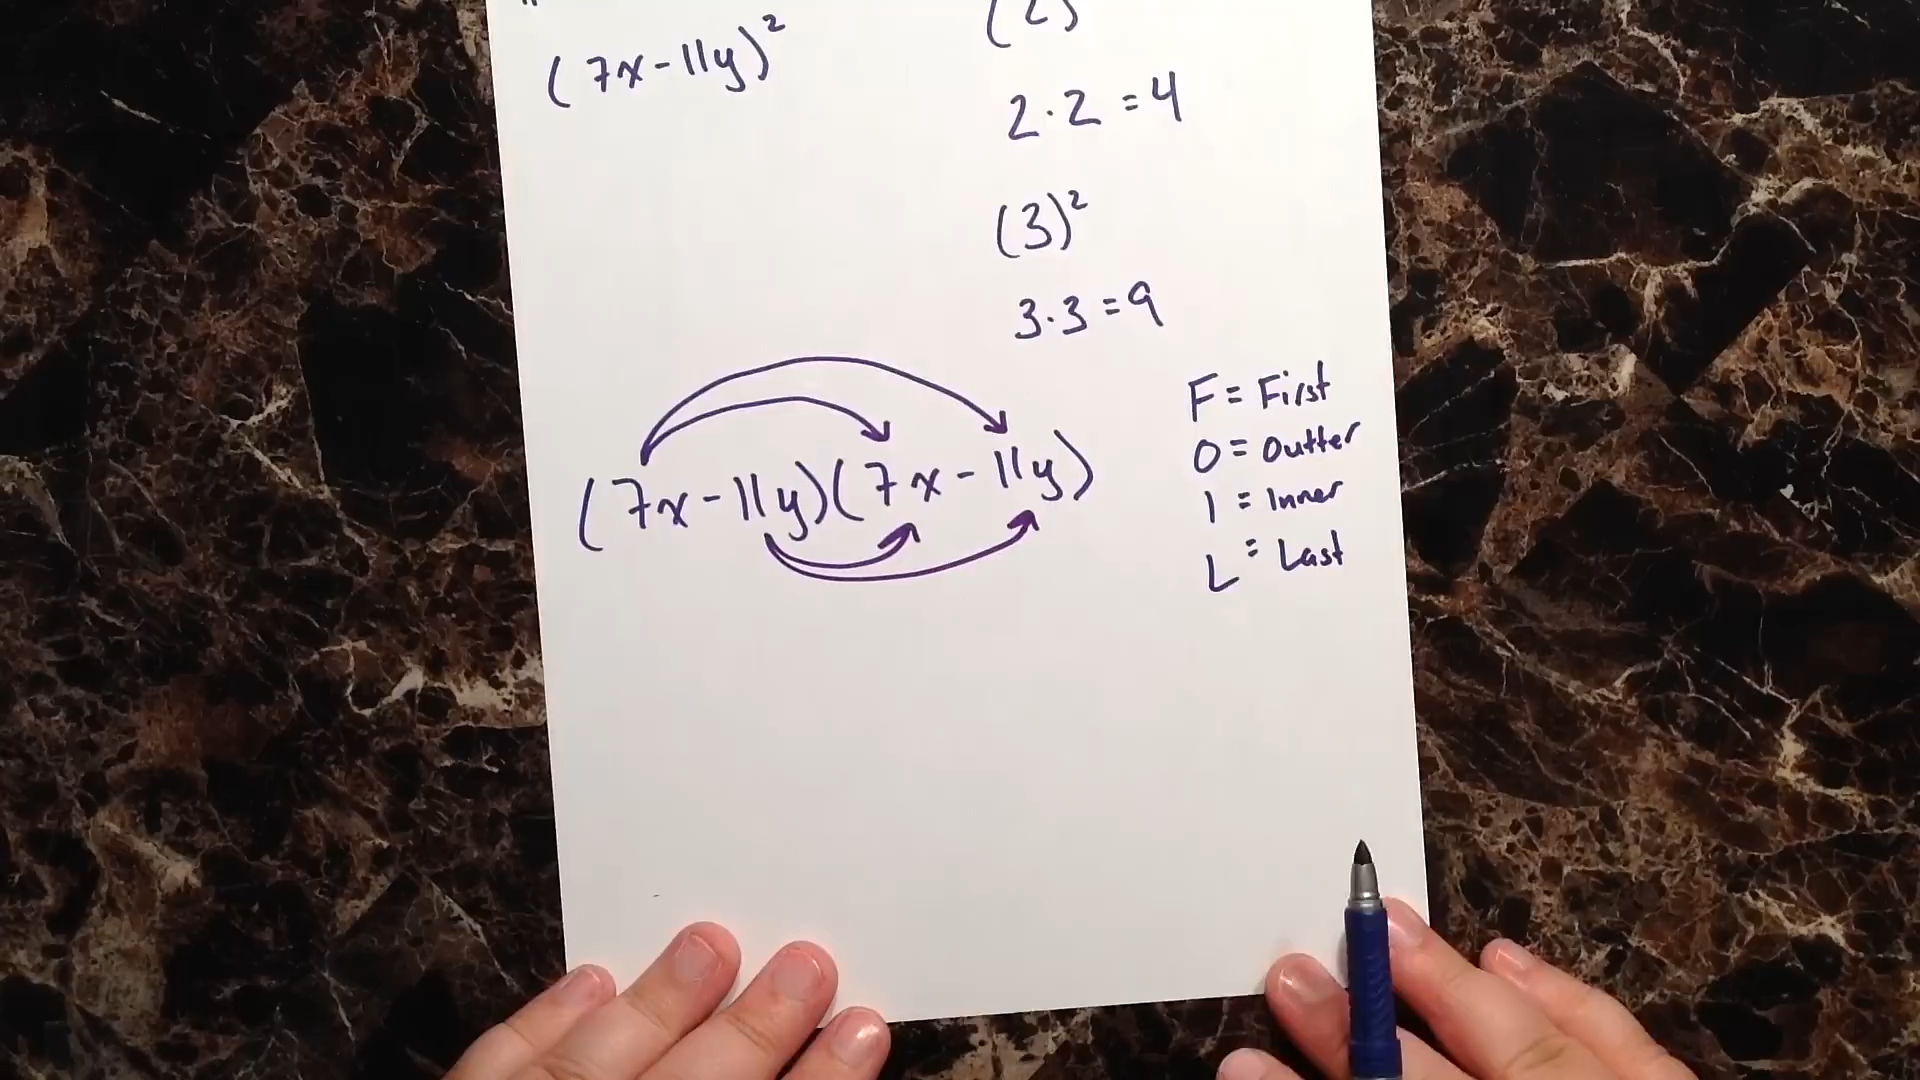 (7x-11y)²
(2)
2·2=4
(3)²
3·3=9
(7x-11y)(7x-11y)
F = First
O = Outter
I = Inner
L = Last